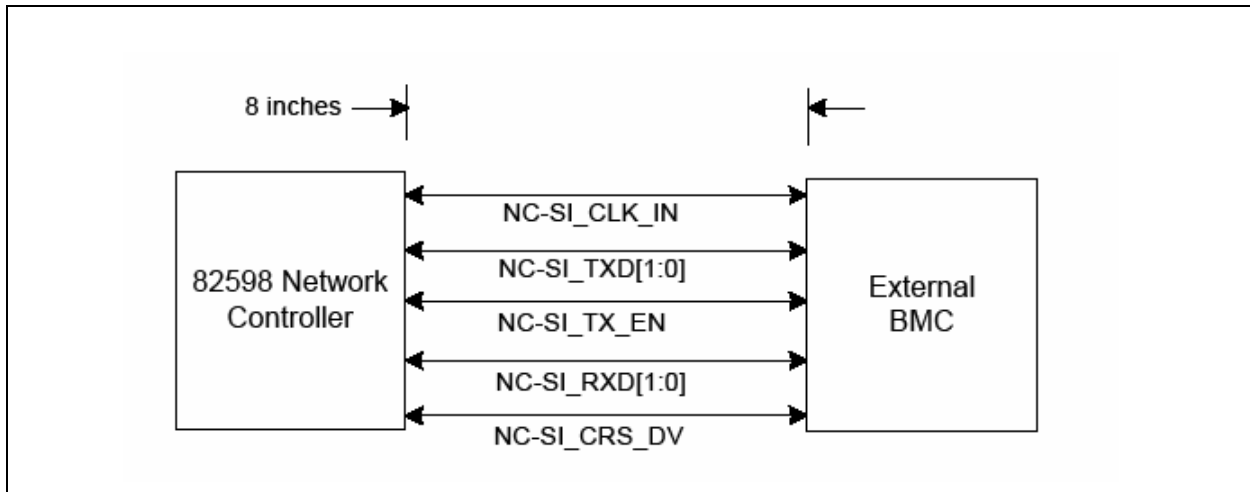 8 inches
NC-SI_CLK_IN
NC-SI_TXD[1:0]
82598 Network
Controller
NC-SI_TX_EN
External
BMC
NC-SI_RXD[1:0]
NC-SI_CRS_DV